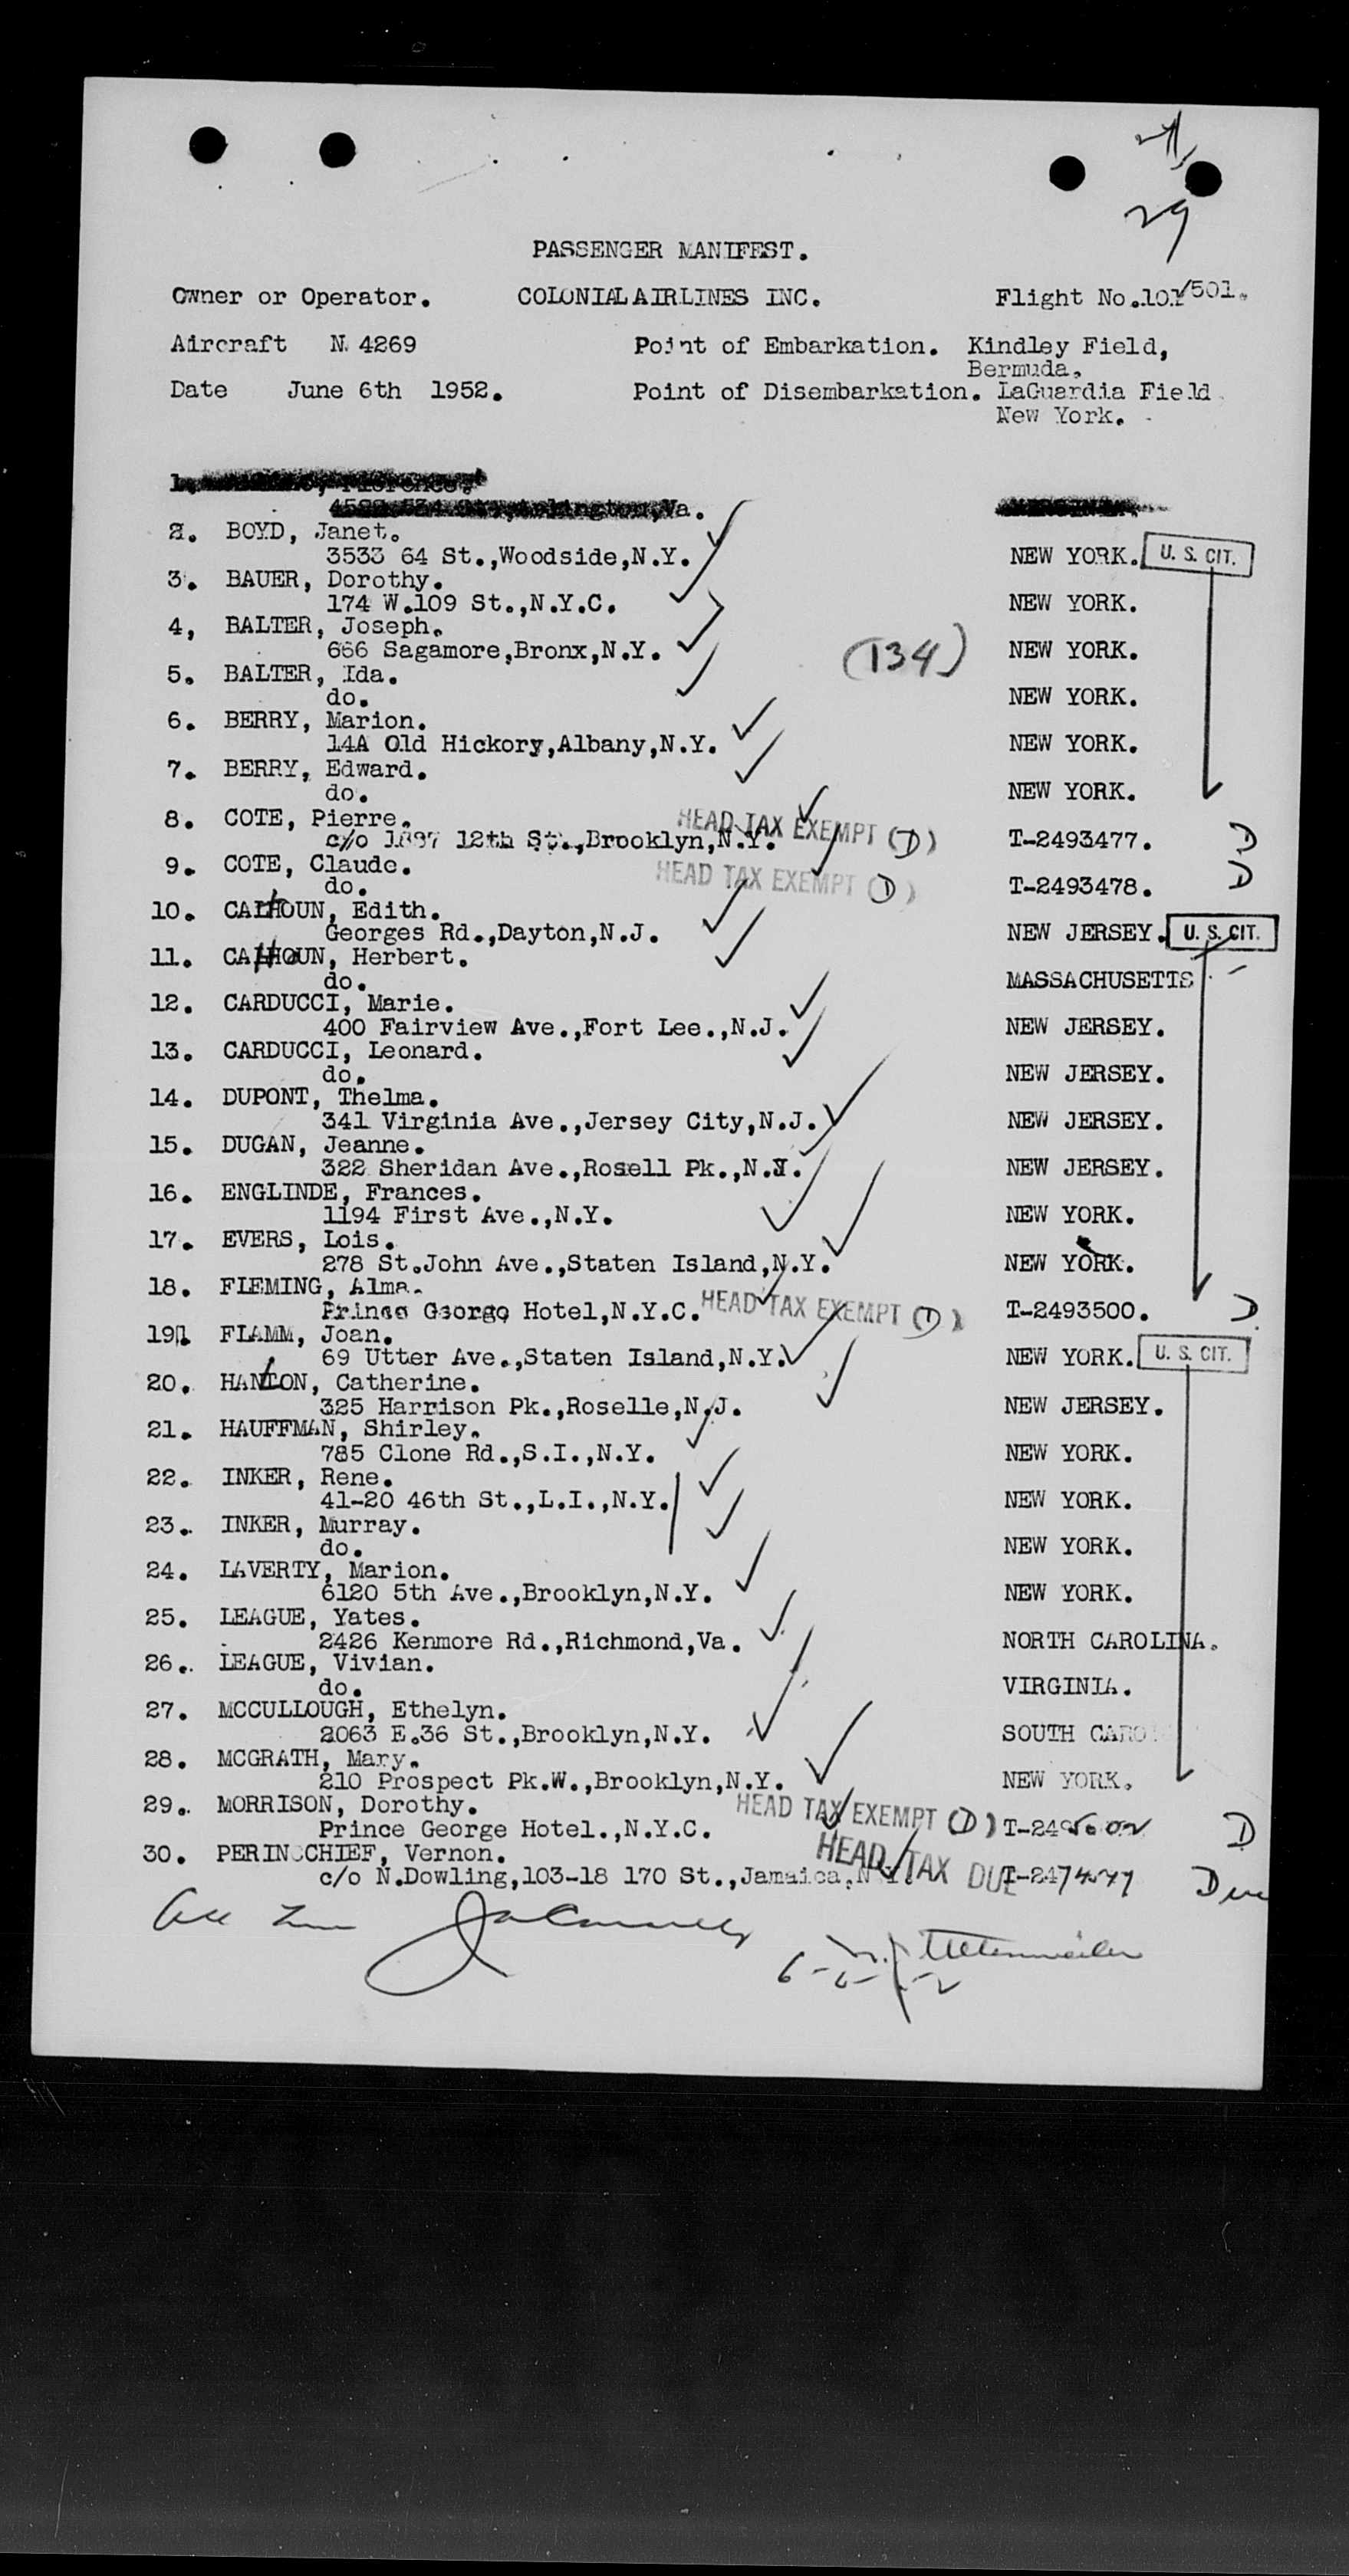 29
PASSENGER MANIFEST.
Owner or Operator. COLONIAL AIRLINES INC. Flight No.101/501.
Aircraft N. 4269 Point of Embarkation. Kindley Field,
Bermuda.
Date June 6th 1952. Point of Disembarkation. LaGuardia Field
New York.
1. Florence.
Va.
2. BOYD, Janet.
3533 64 St.,Woodside,N.Y. NEW YORK. U. S. CIT.
3. BAUER, Dorothy.
174 W.109 St.,N.Y.C. NEW YORK.
4, BALTER, Joseph.
666 Sagamore,Bronx,N.Y. (134) NEW YORK.
5. BALTER, Ida.
do. NEW YORK.
6. BERRY, Marion.
14A Old Hickory,Albany,N.Y. NEW YORK.
7. BERRY, Edward.
do. NEW YORK.
8. COTE, Pierre. HEAD TAX EXEMPT (D)
c/o 12th St.,Brooklyn,N.Y. T-2493477. D
9. COTE, Claude. HEAD TAX EXEMPT (D)
do. T-2493478. D
10. CALHOUN, Edith.
Georges Rd.,Dayton,N.J. NEW JERSEY. U. S. CIT.
11. CALHOUN, Herbert.
do. MASSACHUSETTS
12. CARDUCCI, Marie.
400 Fairview Ave.,Fort Lee.,N.J. NEW JERSEY.
13. CARDUCCI, Leonard.
do. NEW JERSEY.
14. DUPONT, Thelma.
341 Virginia Ave.,Jersey City,N.J. NEW JERSEY.
15. DUGAN, Jeanne.
322 Sheridan Ave.,Rosell Pk.,N.J. NEW JERSEY.
16. ENGLINDE, Frances.
1194 First Ave.,N.Y. NEW YORK.
17. EVERS, Lois.
278 St.John Ave.,Staten Island,N.Y. NEW YORK.
18. FLEMING, Alma.
Prince George Hotel,N.Y.C. HEAD TAX EXEMPT (D) T-2493500. D
19. FLAMM, Joan.
69 Utter Ave.,Staten Island,N.Y. NEW YORK. U. S. CIT.
20. HANLON, Catherine.
325 Harrison Pk.,Roselle,N.J. NEW JERSEY.
21. HAUFFMAN, Shirley.
785 Clone Rd.,S.I.,N.Y. NEW YORK.
22. INKER, Rene.
41-20 46th St.,L.I.,N.Y. NEW YORK.
23. INKER, Murray.
do. NEW YORK.
24. LAVERTY, Marion.
6120 5th Ave.,Brooklyn,N.Y. NEW YORK.
25. LEAGUE, Yates.
2426 Kenmore Rd.,Richmond,Va. NORTH CAROLINA.
26. LEAGUE, Vivian.
do. VIRGINIA.
27. MCCULLOUGH, Ethelyn.
2063 E.36 St.,Brooklyn,N.Y. SOUTH CARO
28. MCGRATH, Mary.
210 Prospect Pk.W.,Brooklyn,N.Y. NEW YORK.
29. MORRISON, Dorothy. HEAD TAX EXEMPT (D)
Prince George Hotel.,N.Y.C. D
30. PERINCHIEF, Vernon. HEAD TAX DUE
c/o N.Dowling,103-18 170 St.,Jamaica,N Due